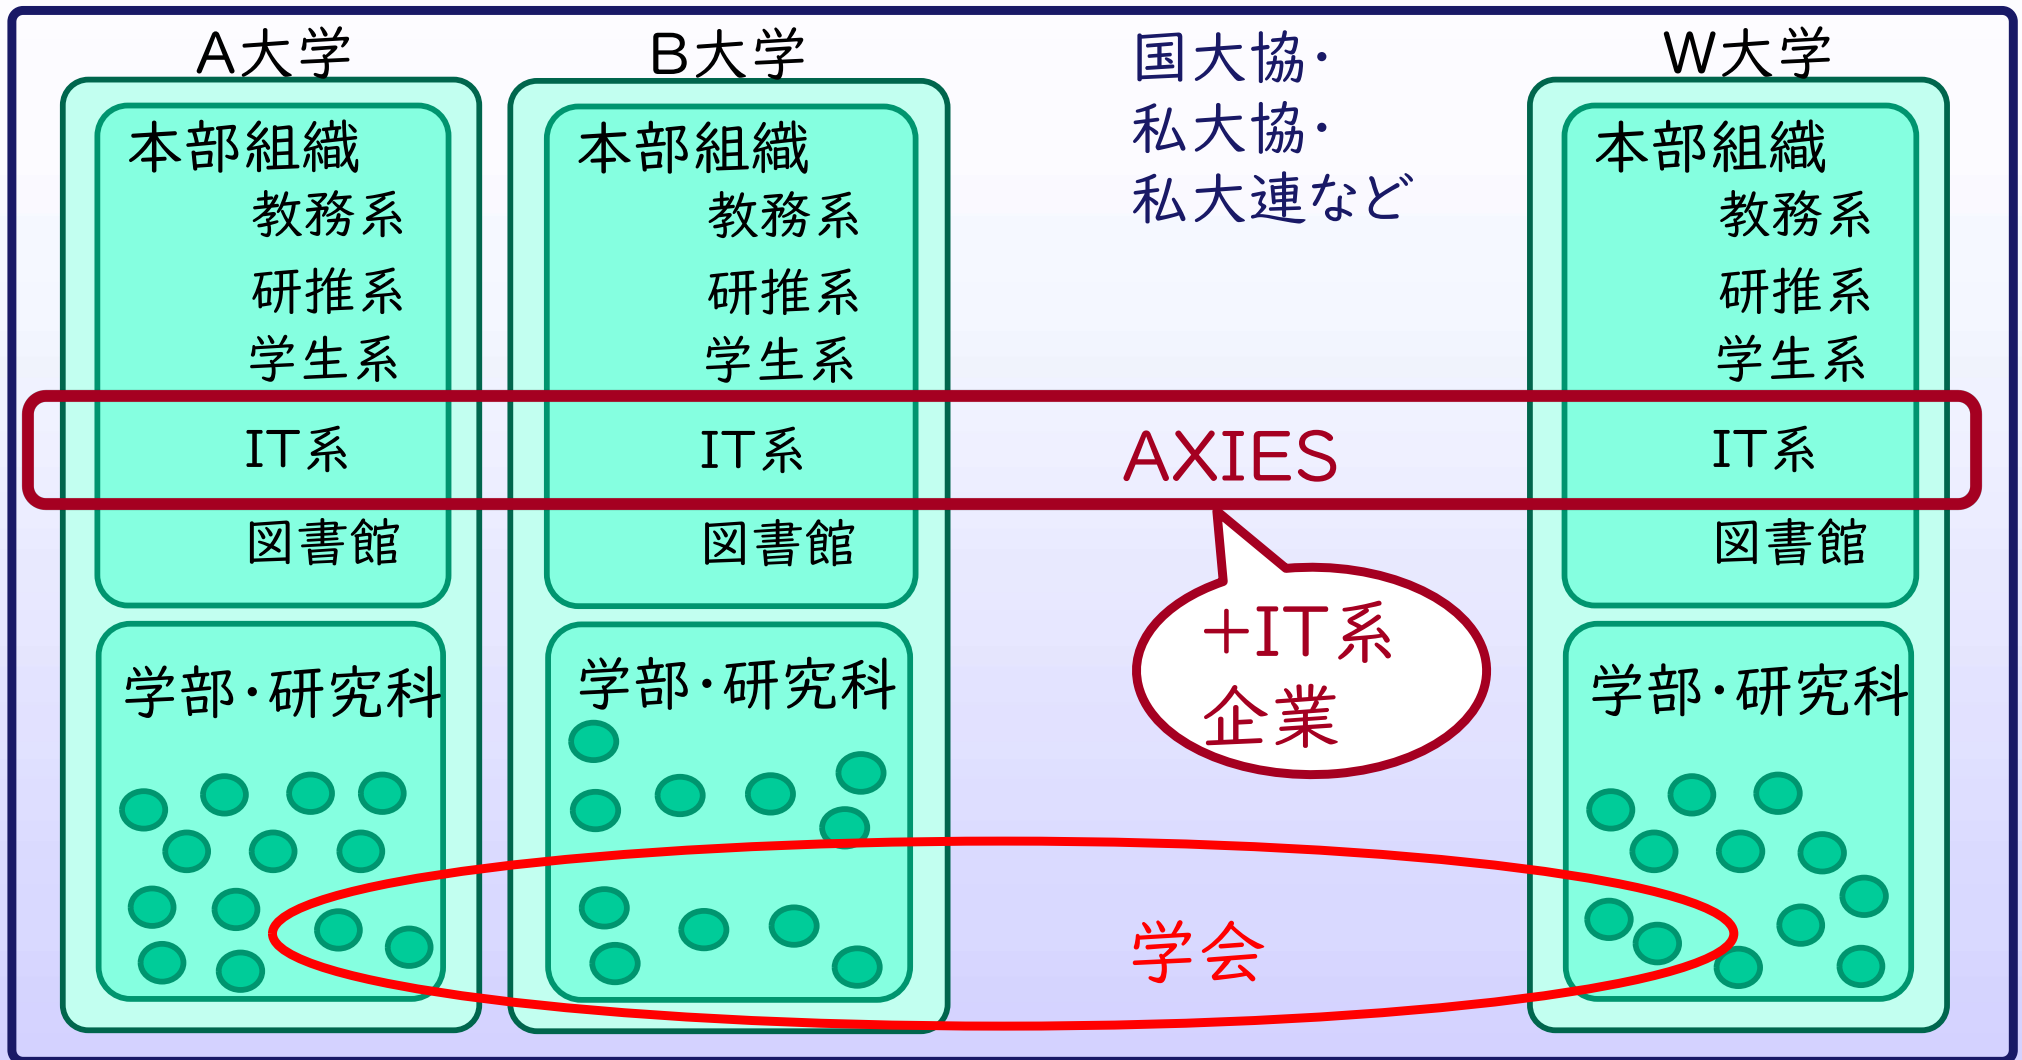 A大学
本部組織
教務系
研推系
学生系
IT系
図書館
学部・研究科
B大学
本部組織
教務系
研推系
学生系
IT系
図書館
学部・研究科
国大協・
私大協・
私大連など
AXIES
+IT系
企業
学会
W大学
本部組織
教務系
研推系
学生系
IT系
図書館
学部・研究科